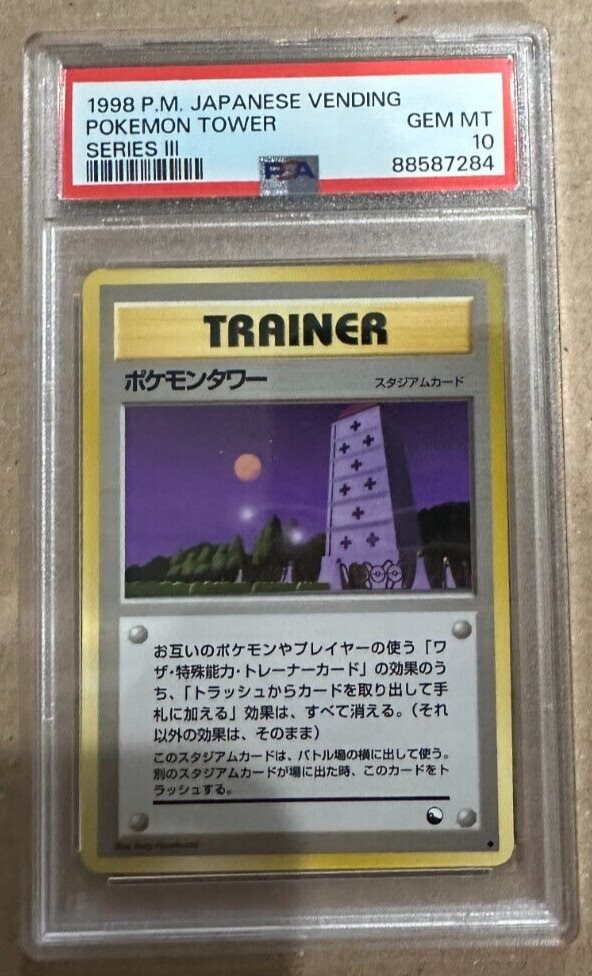 1998 P.M. JAPANESE VENDING
POKEMON TOWER GEM MT
SERIES III 10
PSA 88587284
TRAINER
ポケモンタワー スタジアムカード
お互いのポケモンやプレイヤーの使う「ワ
ザ・特殊能力・トレーナーカード」の効果のう
ち、「トラッシュからカードを取り出して手
札に加える」効果は、すべて消える。(それ
以外の効果は、そのまま)
このスタジアムカードは、バトル場の横に出して使う。
別のスタジアムカードが場に出た時、このカードをト
ラッシュする。